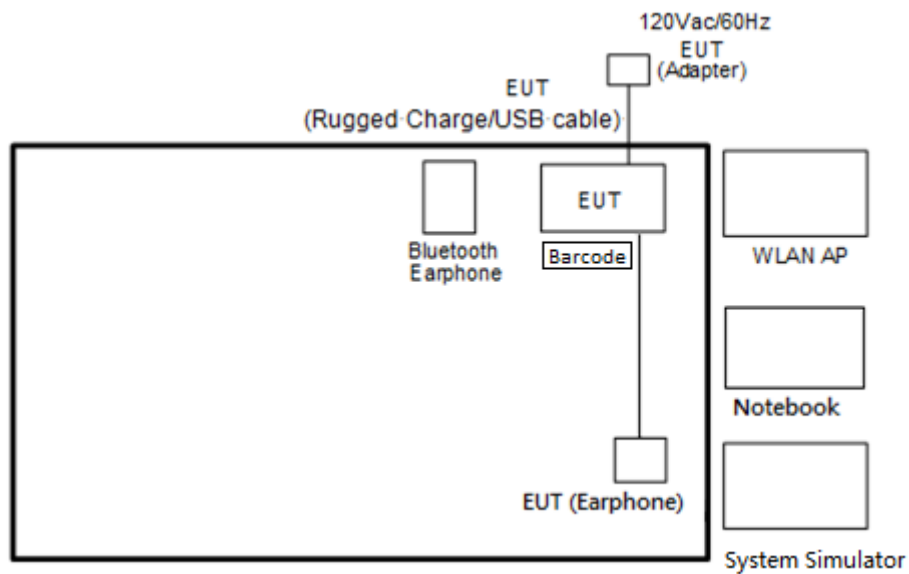 120Vac/60Hz
EUT
(Adapter)
EUT
(Rugged Charge/USB cable)
EUT
Bluetooth
Earphone
Barcode
WLAN AP
Notebook
EUT (Earphone)
System Simulator